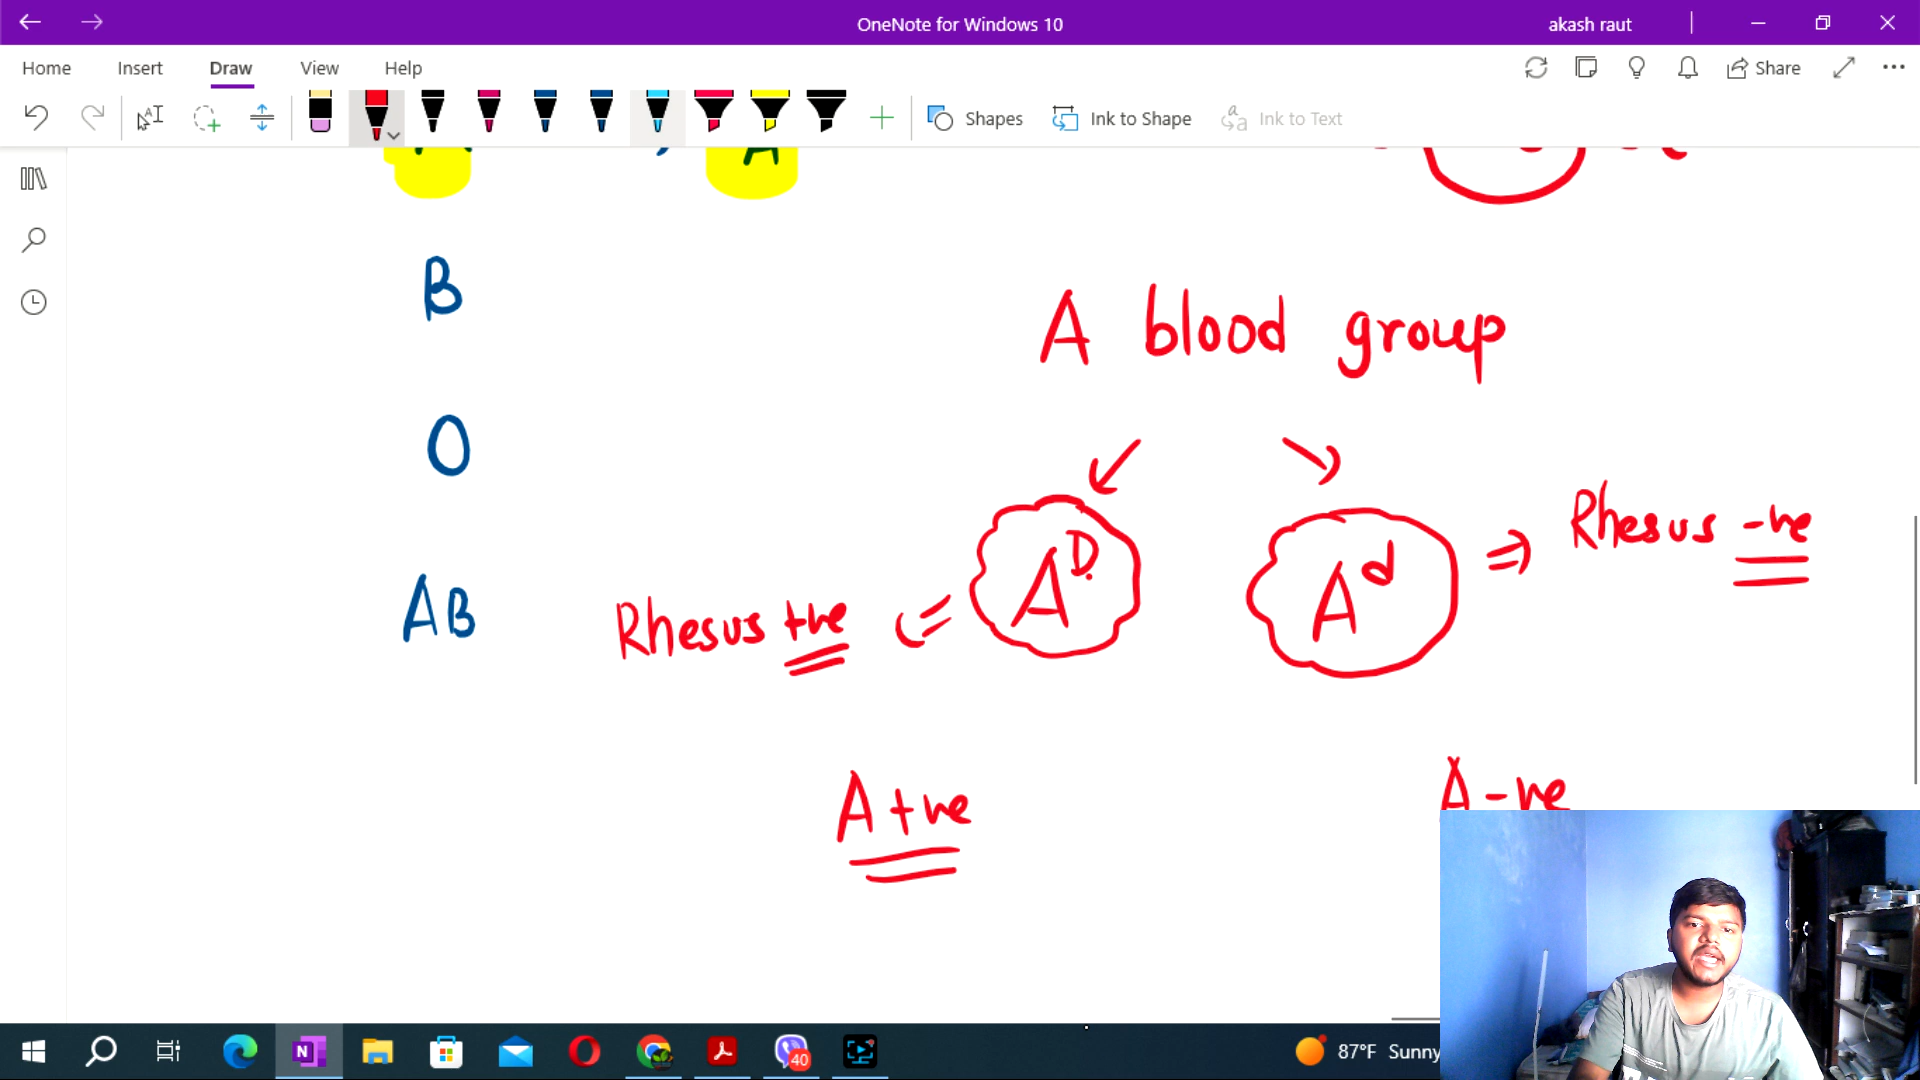 OneNote for Windows 10
akash raut
Home Insert Draw View Help
Share
Shapes Ink to Shape Ink to Text
A , A
B
A blood group
O
A^D
A^d
⇒ Rhesus -ve
AB
Rhesus +ve
A +ve
A -ve
N
40
87°F Sunny